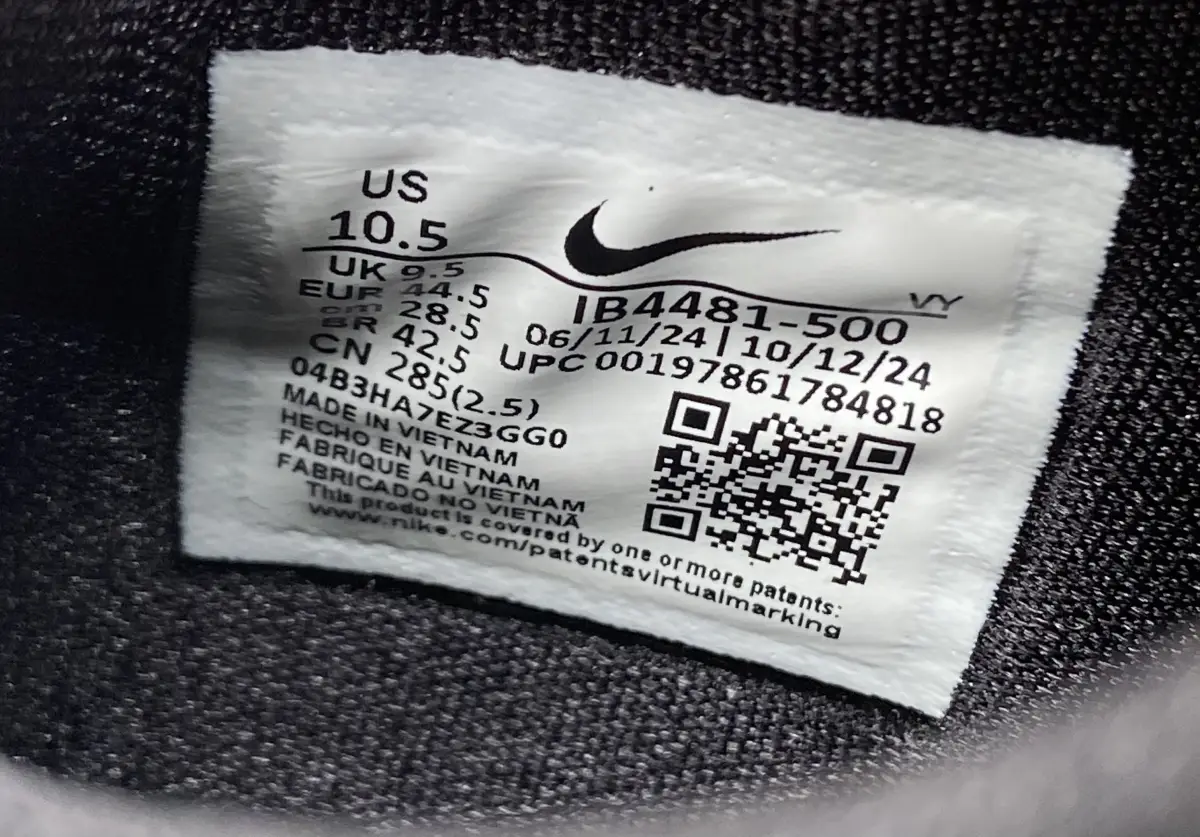 US
10.5
UK 9.5
EUR 44.5
cm 28.5
BR 42.5
CN 285(2.5)
VY
IB4481-500
06/11/24 | 10/12/24
UPC 00197861784818
04B3HA7EZ3GG0
MADE IN VIETNAM
HECHO EN VIETNAM
FABRIQUE AU VIETNAM
FABRICADO NO VIETNÃ
This product is covered by one or more patents:
www.nike.com/patentsvirtualmarking